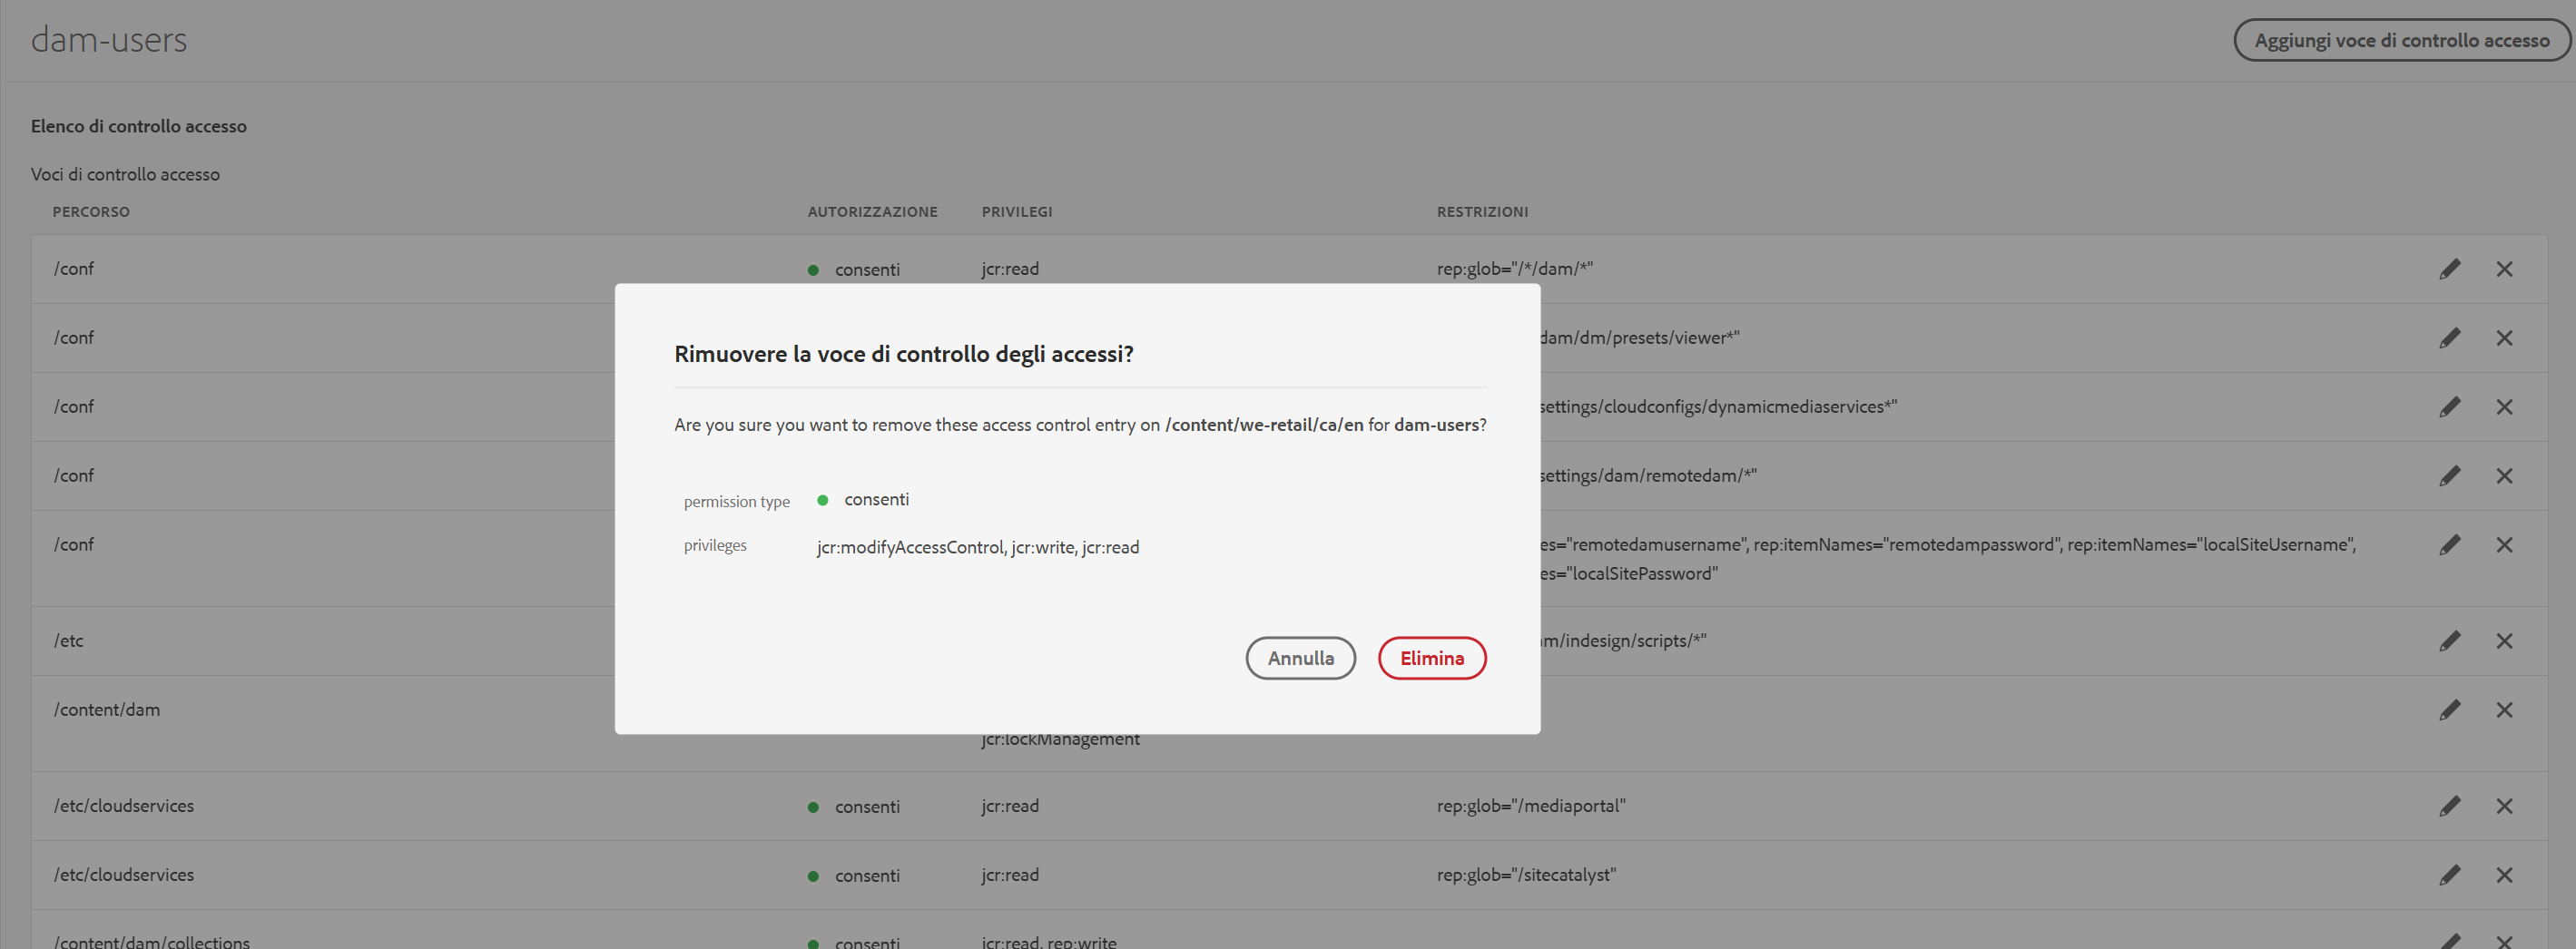 dam-users
Aggiungi voce di controllo accesso
Elenco di controllo accesso
Voci di controllo accesso
PERCORSO AUTORIZZAZIONE PRIVILEGI RESTRIZIONI
/conf consenti jcr:read rep:glob="/*/dam/*"
/conf dam/dm/presets/viewer*"
/conf settings/cloudconfigs/dynamicmediaservices*"
/conf settings/dam/remotedam/*"
/conf es="remotedamusername", rep:itemNames="remotedampassword", rep:itemNames="localSiteUsername",
es="localSitePassword"
/etc am/indesign/scripts/*"
/content/dam
jcr:lockManagement
/etc/cloudservices consenti jcr:read rep:glob="/mediaportal"
/etc/cloudservices consenti jcr:read rep:glob="/sitecatalyst"
/content/dam/collections consenti jcr:read, rep:write
Rimuovere la voce di controllo degli accessi?
Are you sure you want to remove these access control entry on /content/we-retail/ca/en for dam-users?
permission type consenti
privileges jcr:modifyAccessControl, jcr:write, jcr:read
Annulla Elimina